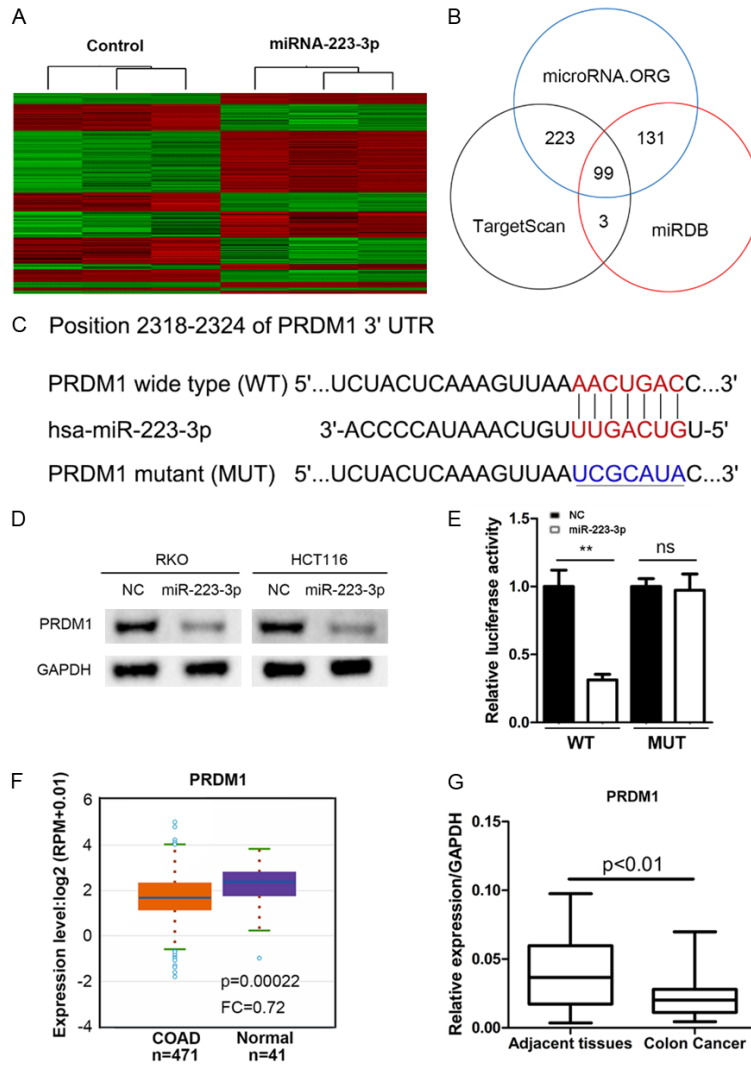 A
Control miRNA-223-3p
B
microRNA.ORG
223 131
99
TargetScan 3 miRDB
C Position 2318-2324 of PRDM1 3' UTR
PRDM1 wide type (WT) 5'...UCUACUCAAAGUUAAAACUGACC...3'
hsa-miR-223-3p 3'-ACCCCAUAAACUGUUUGACUGU-5'
PRDM1 mutant (MUT) 5'...UCUACUCAAAGUUAAUCGCAUAC...3'
D
RKO HCT116
NC miR-223-3p NC miR-223-3p
PRDM1
GAPDH
E
NC
miR-223-3p
Relative luciferase activity
1.5
1.0
0.5
0.0
** ns
WT MUT
F
PRDM1
Expression level:log2 (RPM+0.01)
6
4
2
0
-2
-4
p=0.00022
FC=0.72
COAD Normal
n=471 n=41
G
PRDM1
Relative expression/GAPDH
0.15
0.10
0.05
0.00
p<0.01
Adjacent tissues Colon Cancer